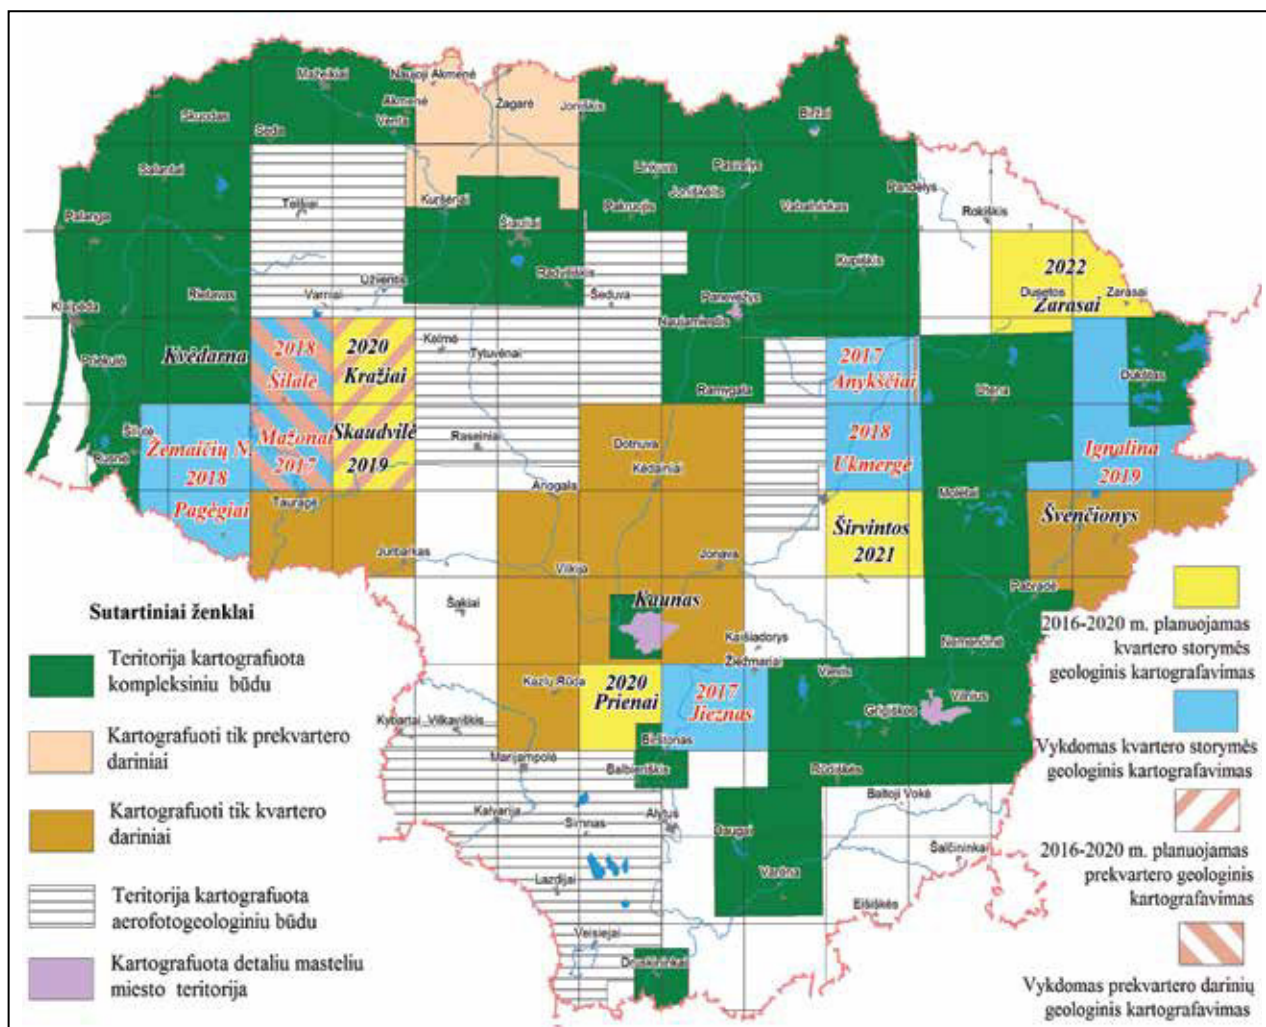 Mažeikiai
Naujoji Akmenė
Akmenė
Žagarė
Joniškis
Skuodas
Venta
Seda
Biržai
Salantai
Linkuva
Pasvalys
Joniškėlis
Pandėlys
Telšiai
Kuršėnai
Pakruojis
Vabalninkas
Rokiškis
Palanga
Šiauliai
Užventis
Radviliškis
Kupiškis
2022
Dusetos
Zarasai
Zarasai
Rietavas
Varniai
Šeduva
Panevėžys
Klaipėda
Naujamiestis
Priekulė
Kvėdarna
2018
Šilalė
2020
Kražiai
Kelmė
Tytuvėnai
2017
Anykščiai
Dūkštas
Ramygala
Utena
Šilutė
Rusnė
Žemaičių N.
2018
Mažonai
2017
Skaudvilė
2019
Raseiniai
Dotnuva
Kėdainiai
2018
Ukmergė
Ignalina
2019
Pagėgiai
Tauragė
Ariogala
Molėtai
Širvintos
2021
Švenčionys
Jurbarkas
Vilkija
Jonava
Pabradė
Šakiai
Kaunas
Kaišiadorys
Žiežmariai
Nemenčinė
Kazlų Rūda
2020
Prienai
2017
Jieznas
Vievis
Vilnius
Grigiškės
Kybartai
Vilkaviškis
Birštonas
Marijampolė
Balbieriškis
Rūdiškės
Baltoji Vokė
Kalvarija
Simnas
Alytus
Daugai
Šalčininkai
Lazdijai
Varėna
Eišiškės
Veisiejai
Druskininkai
Sutartiniai ženklai
Teritorija kartografuota
kompleksiniu būdu
Kartografuoti tik prekvartero
dariniai
Kartografuoti tik kvartero
dariniai
Teritorija kartografuota
aerofotogeologiniu būdu
Kartografuota detaliu masteliu
miesto teritorija
2016-2020 m. planuojamas
kvartero storymės
geologinis kartografavimas
Vykdomas kvartero storymės
geologinis kartografavimas
2016-2020 m. planuojamas
prekvartero geologinis
kartografavimas
Vykdomas prekvartero darinių
geologinis kartografavimas